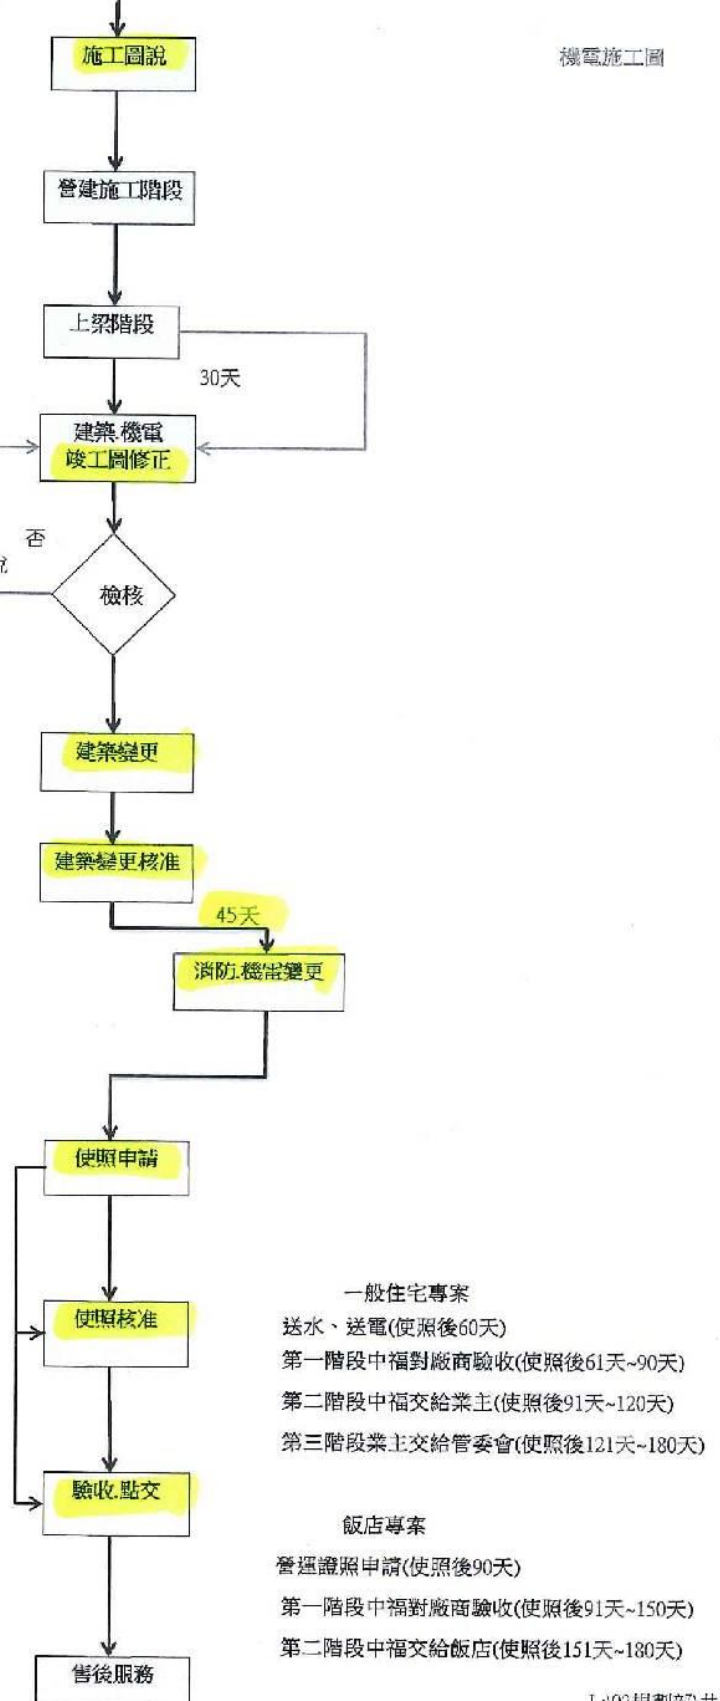 施工圖說
機電施工圖
營建施工階段
上梁階段
30天
建築.機電
竣工圖修正
否
檢核
建築變更
建築變更核准
45天
消防.機電變更
使照申請
使照核准
一般住宅專案
送水、送電(使照後60天)
第一階段中福對廠商驗收(使照後61天~90天)
第二階段中福交給業主(使照後91天~120天)
第三階段業主交給管委會(使照後121天~180天)
驗收.點交
飯店專案
營運證照申請(使照後90天)
第一階段中福對廠商驗收(使照後91天~150天)
第二階段中福交給飯店(使照後151天~180天)
售後服務